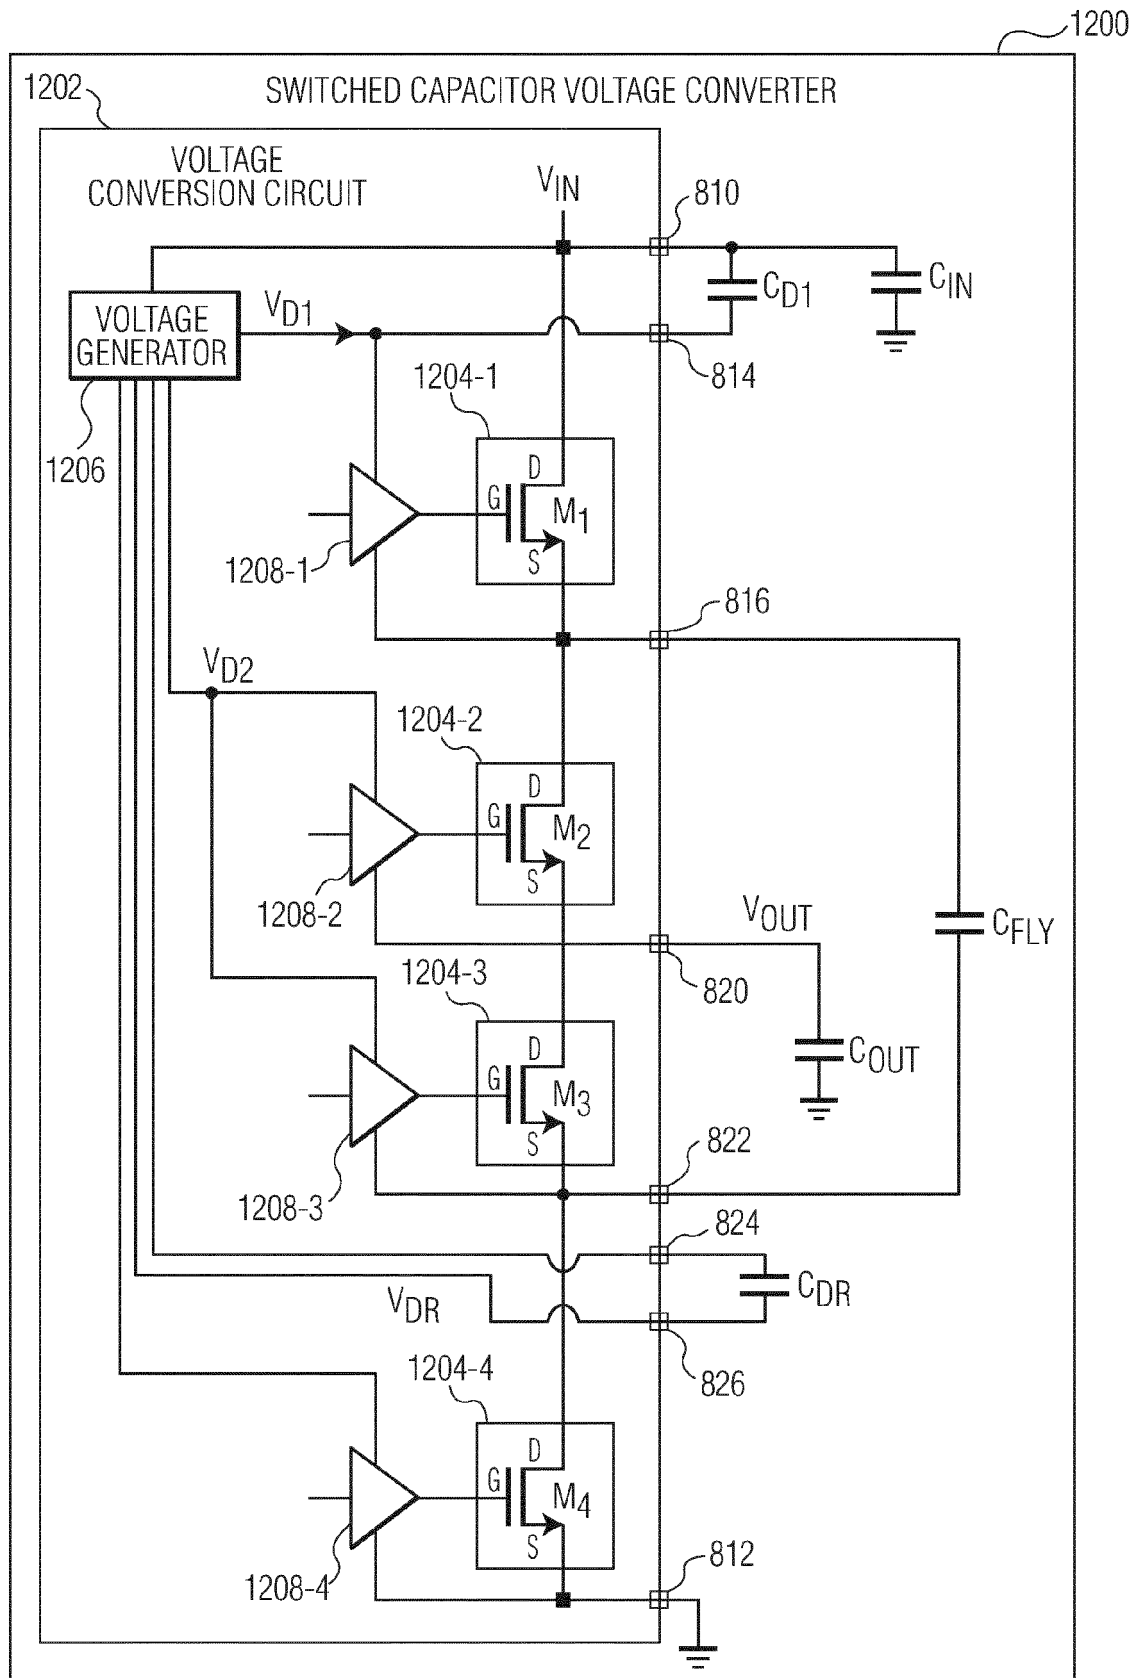 1200
1202
SWITCHED CAPACITOR VOLTAGE CONVERTER
VOLTAGE
CONVERSION CIRCUIT
VIN
810
CD1
CIN
VOLTAGE
GENERATOR
VD1
814
1204-1
1206
D
G
M1
S
1208-1
816
VD2
1204-2
D
G
M2
S
1208-2
VOUT
CFLY
820
1204-3
COUT
D
G
M3
S
822
1208-3
824
CDR
VDR
826
1204-4
D
G
M4
S
812
1208-4